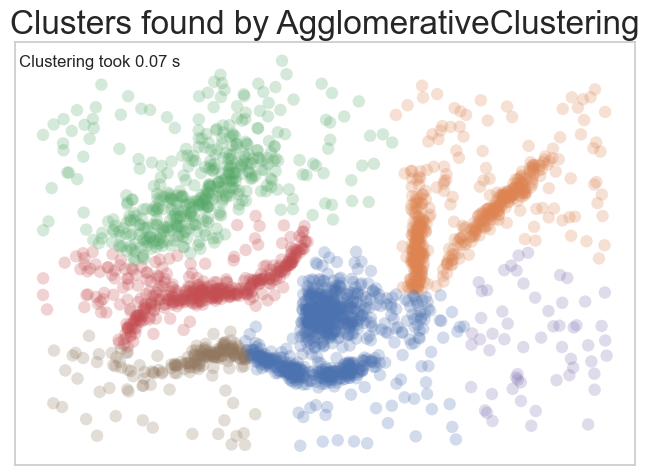 Clusters found by AgglomerativeClustering
Clustering took 0.07 s